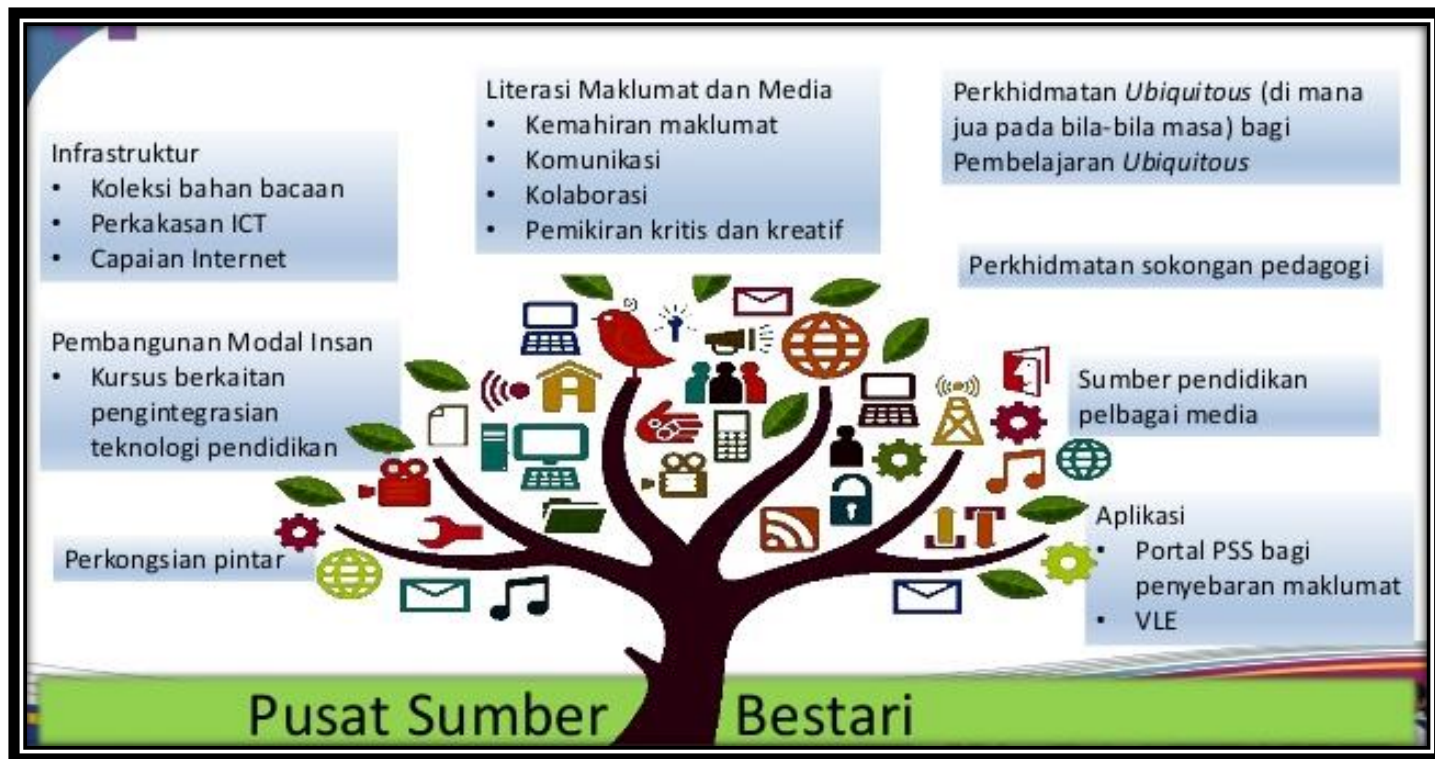 Infrastruktur
• Koleksi bahan bacaan
• Perkakasan ICT
• Capaian Internet
Pembangunan Modal Insan
• Kursus berkaitan
pengintegrasian
teknologi pendidikan
Perkongsian pintar
Literasi Maklumat dan Media
• Kemahiran maklumat
• Komunikasi
• Kolaborasi
• Pemikiran kritis dan kreatif
Perkhidmatan Ubiquitous (di mana
jua pada bila-bila masa) bagi
Pembelajaran Ubiquitous
Perkhidmatan sokongan pedagogi
Sumber pendidikan
pelbagai media
Aplikasi
• Portal PSS bagi
penyebaran maklumat
• VLE
Pusat Sumber Bestari